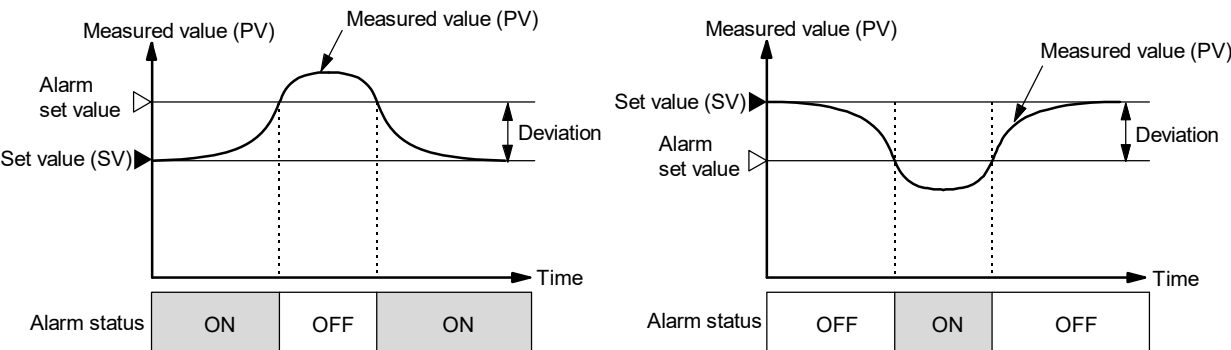 Measured value (PV)
Measured value (PV)
Alarm
set value
Deviation
Set value (SV)
Time
Alarm status
ON
OFF
ON
Measured value (PV)
Measured value (PV)
Set value (SV)
Deviation
Alarm
set value
Time
Alarm status
OFF
ON
OFF